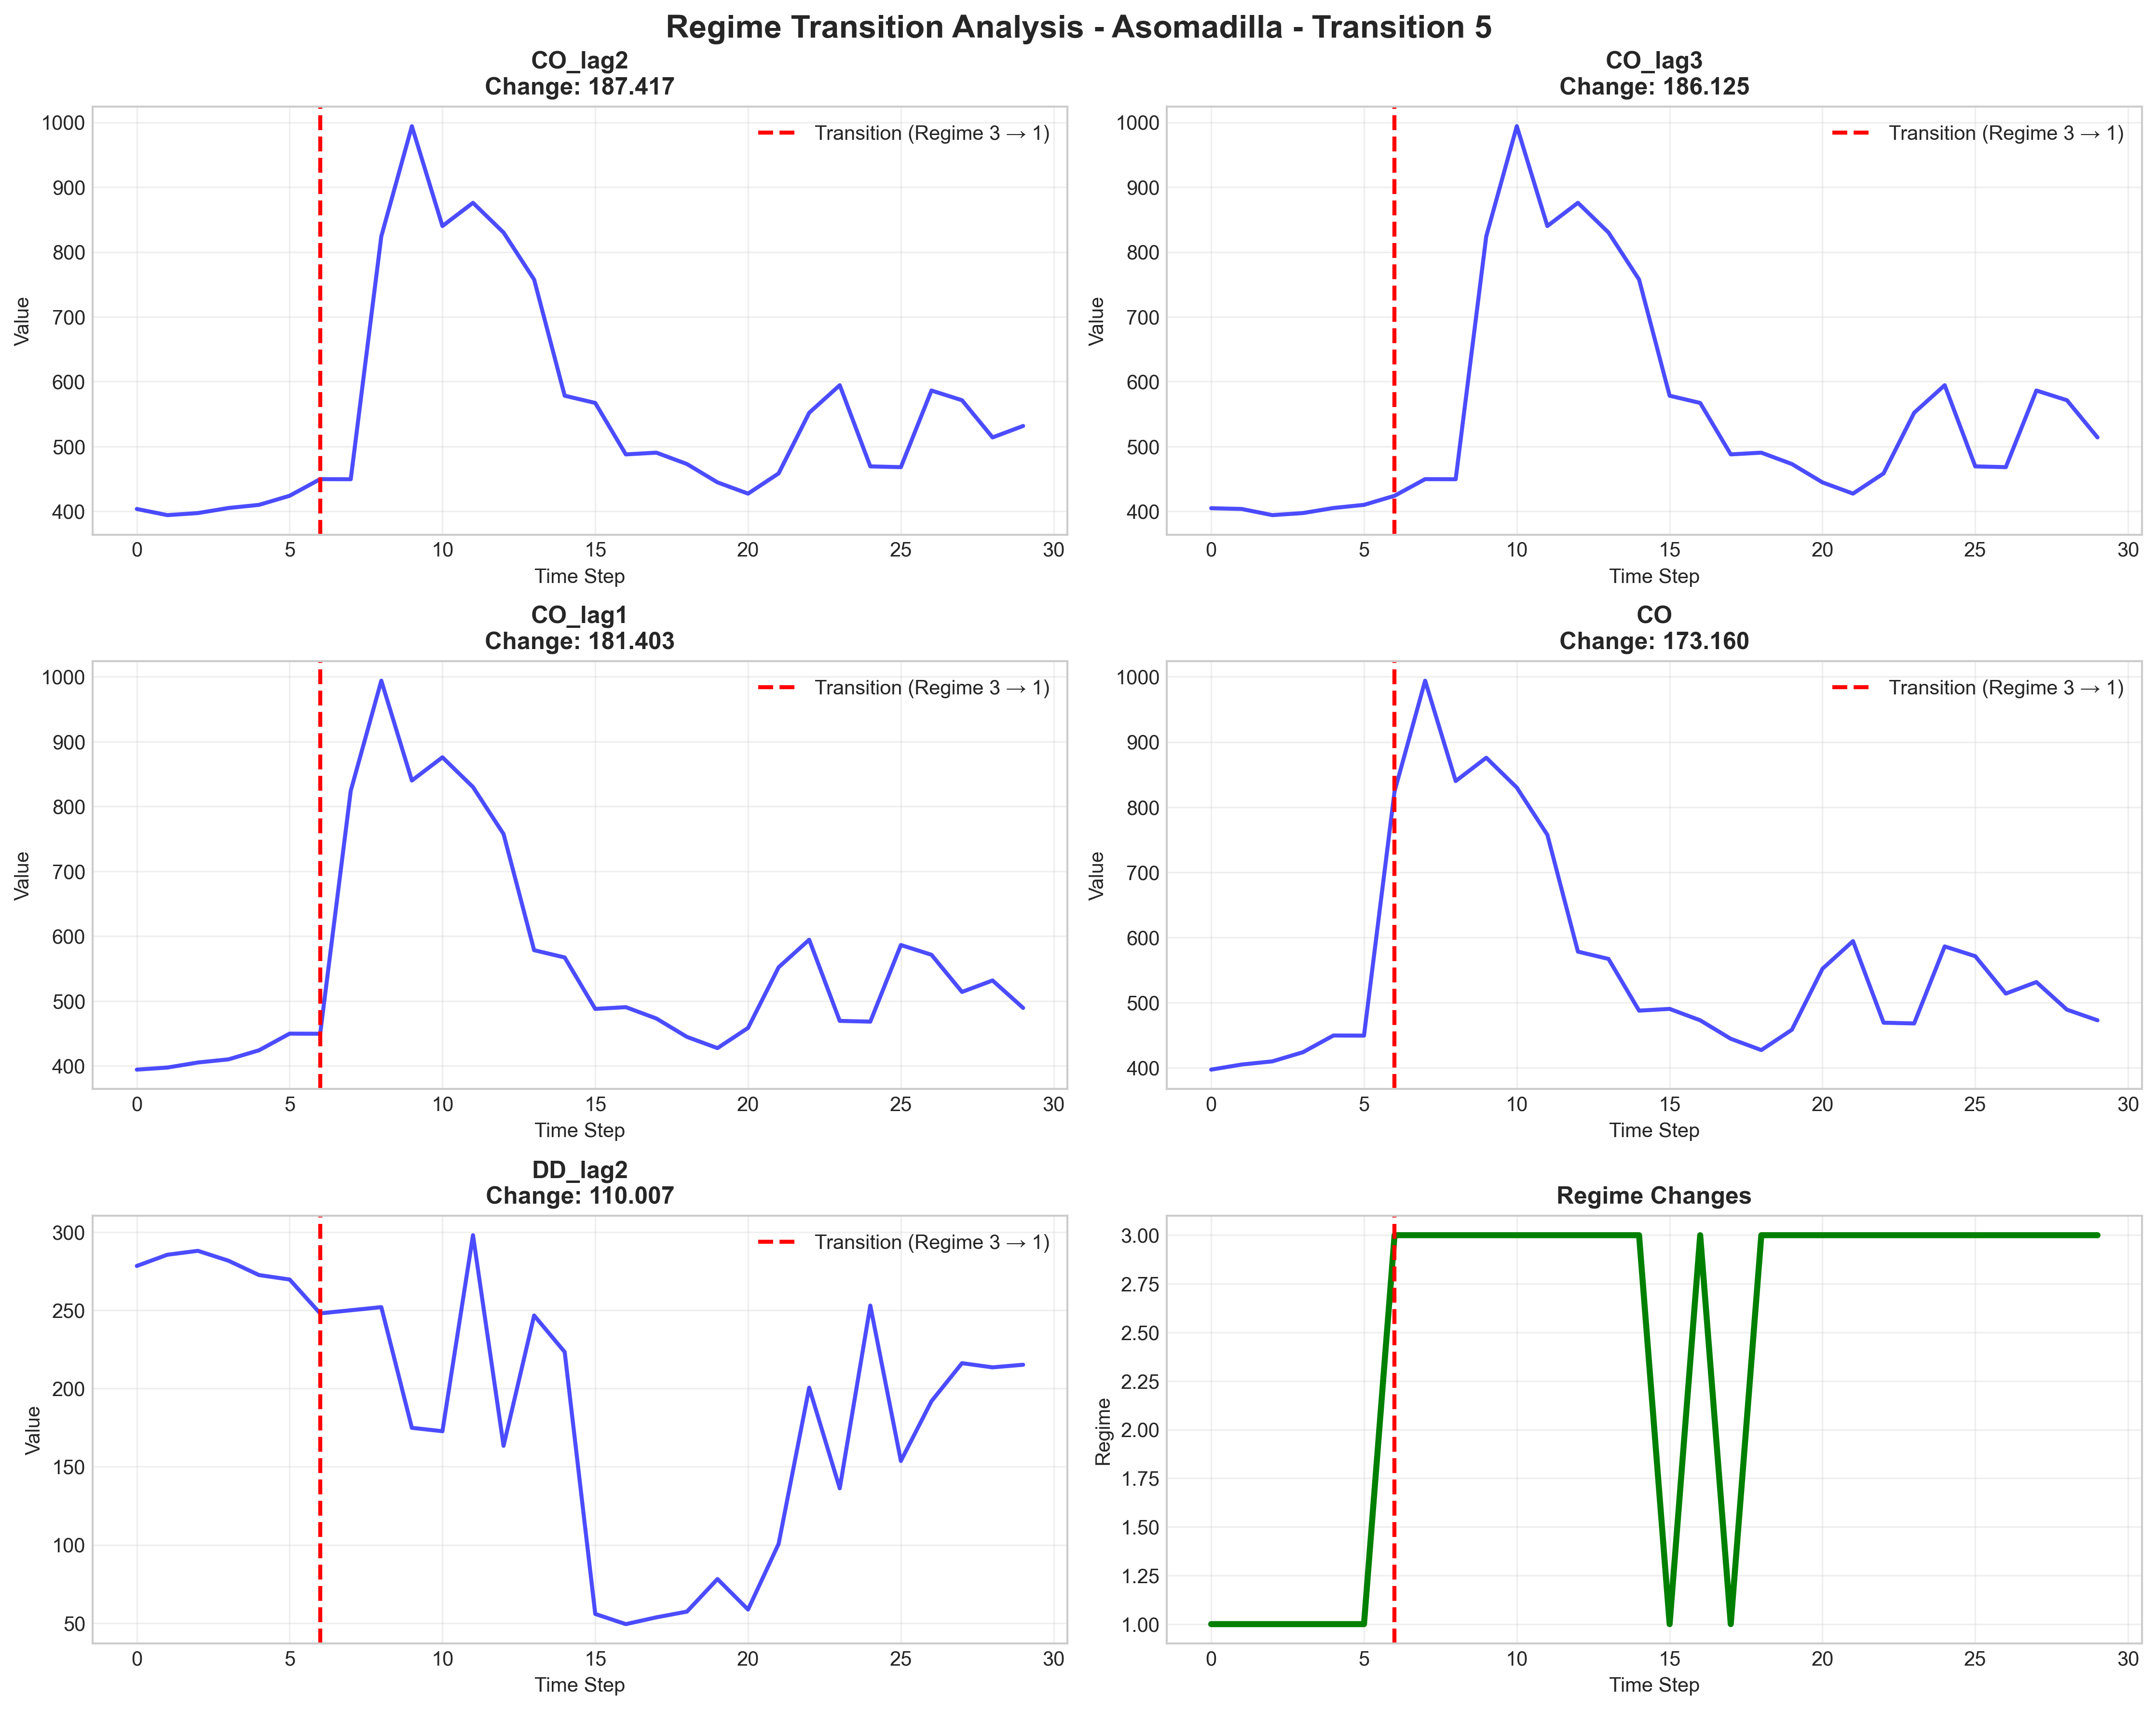 Regime Transition Analysis - Asomadilla - Transition 5
CO_lag2
Change: 187.417
Transition (Regime 3 → 1)
Value
1000
900
800
700
600
500
400
0 5 10 15 20 25 30
Time Step
CO_lag3
Change: 186.125
Transition (Regime 3 → 1)
Value
1000
900
800
700
600
500
400
0 5 10 15 20 25 30
Time Step
CO_lag1
Change: 181.403
Transition (Regime 3 → 1)
Value
1000
900
800
700
600
500
400
0 5 10 15 20 25 30
Time Step
CO
Change: 173.160
Transition (Regime 3 → 1)
Value
1000
900
800
700
600
500
400
0 5 10 15 20 25 30
Time Step
DD_lag2
Change: 110.007
Transition (Regime 3 → 1)
Value
300
250
200
150
100
50
0 5 10 15 20 25 30
Time Step
Regime Changes
Regime
3.00
2.75
2.50
2.25
2.00
1.75
1.50
1.25
1.00
0 5 10 15 20 25 30
Time Step